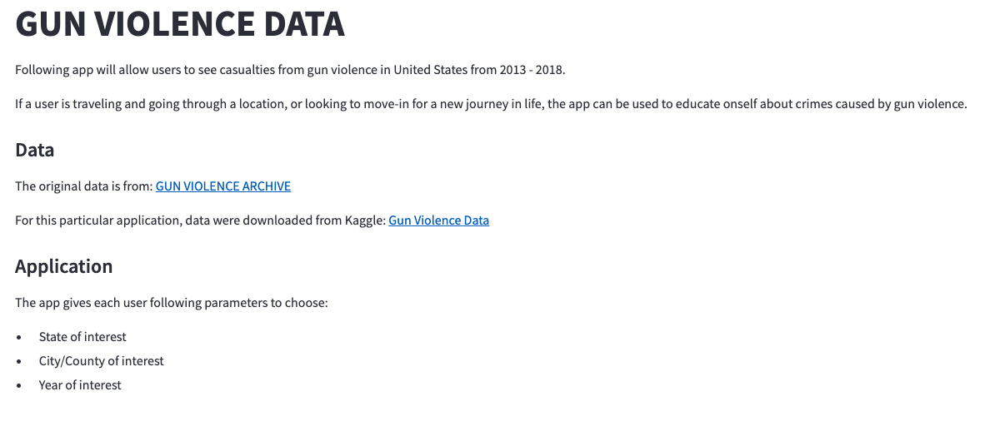 GUN VIOLENCE DATA
Following app will allow users to see casualties from gun violence in United States from 2013 - 2018.
If a user is traveling and going through a location, or looking to move-in for a new journey in life, the app can be used to educate onself about crimes caused by gun violence.
Data
The original data is from: GUN VIOLENCE ARCHIVE
For this particular application, data were downloaded from Kaggle: Gun Violence Data
Application
The app gives each user following parameters to choose:
• State of interest
• City/County of interest
• Year of interest